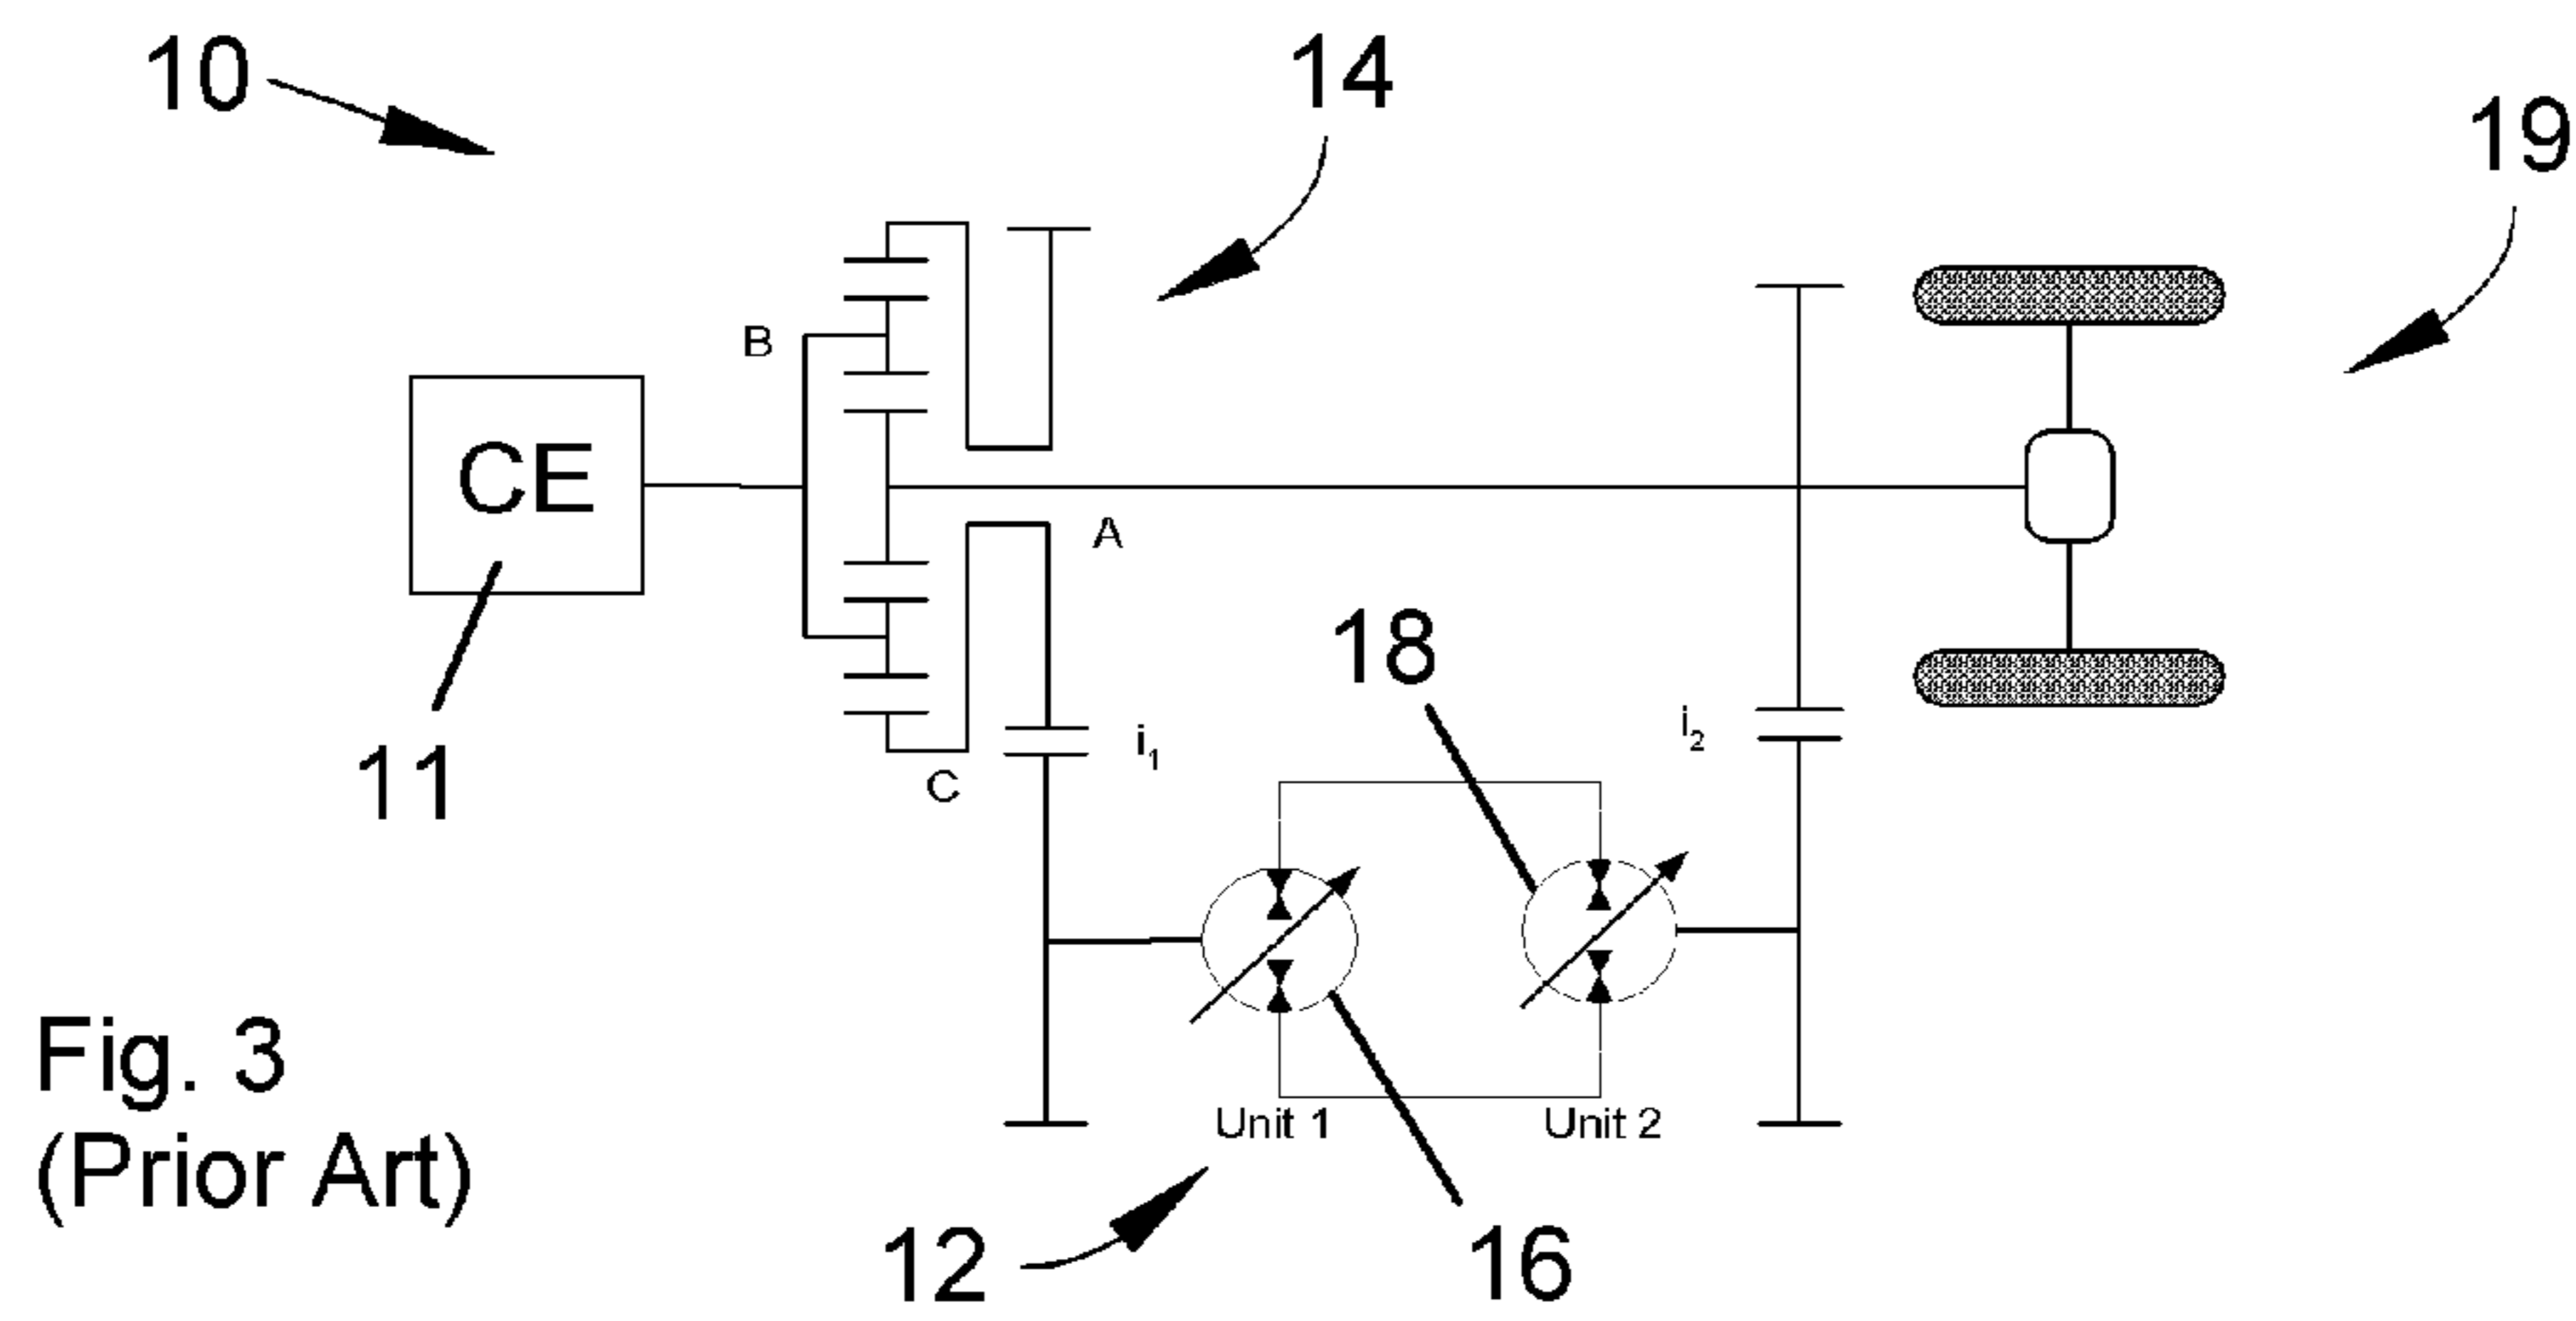 10
14
19
B
CE
A
18
11
i₁
i₂
C
Fig. 3
(Prior Art)
Unit 1
Unit 2
12
16